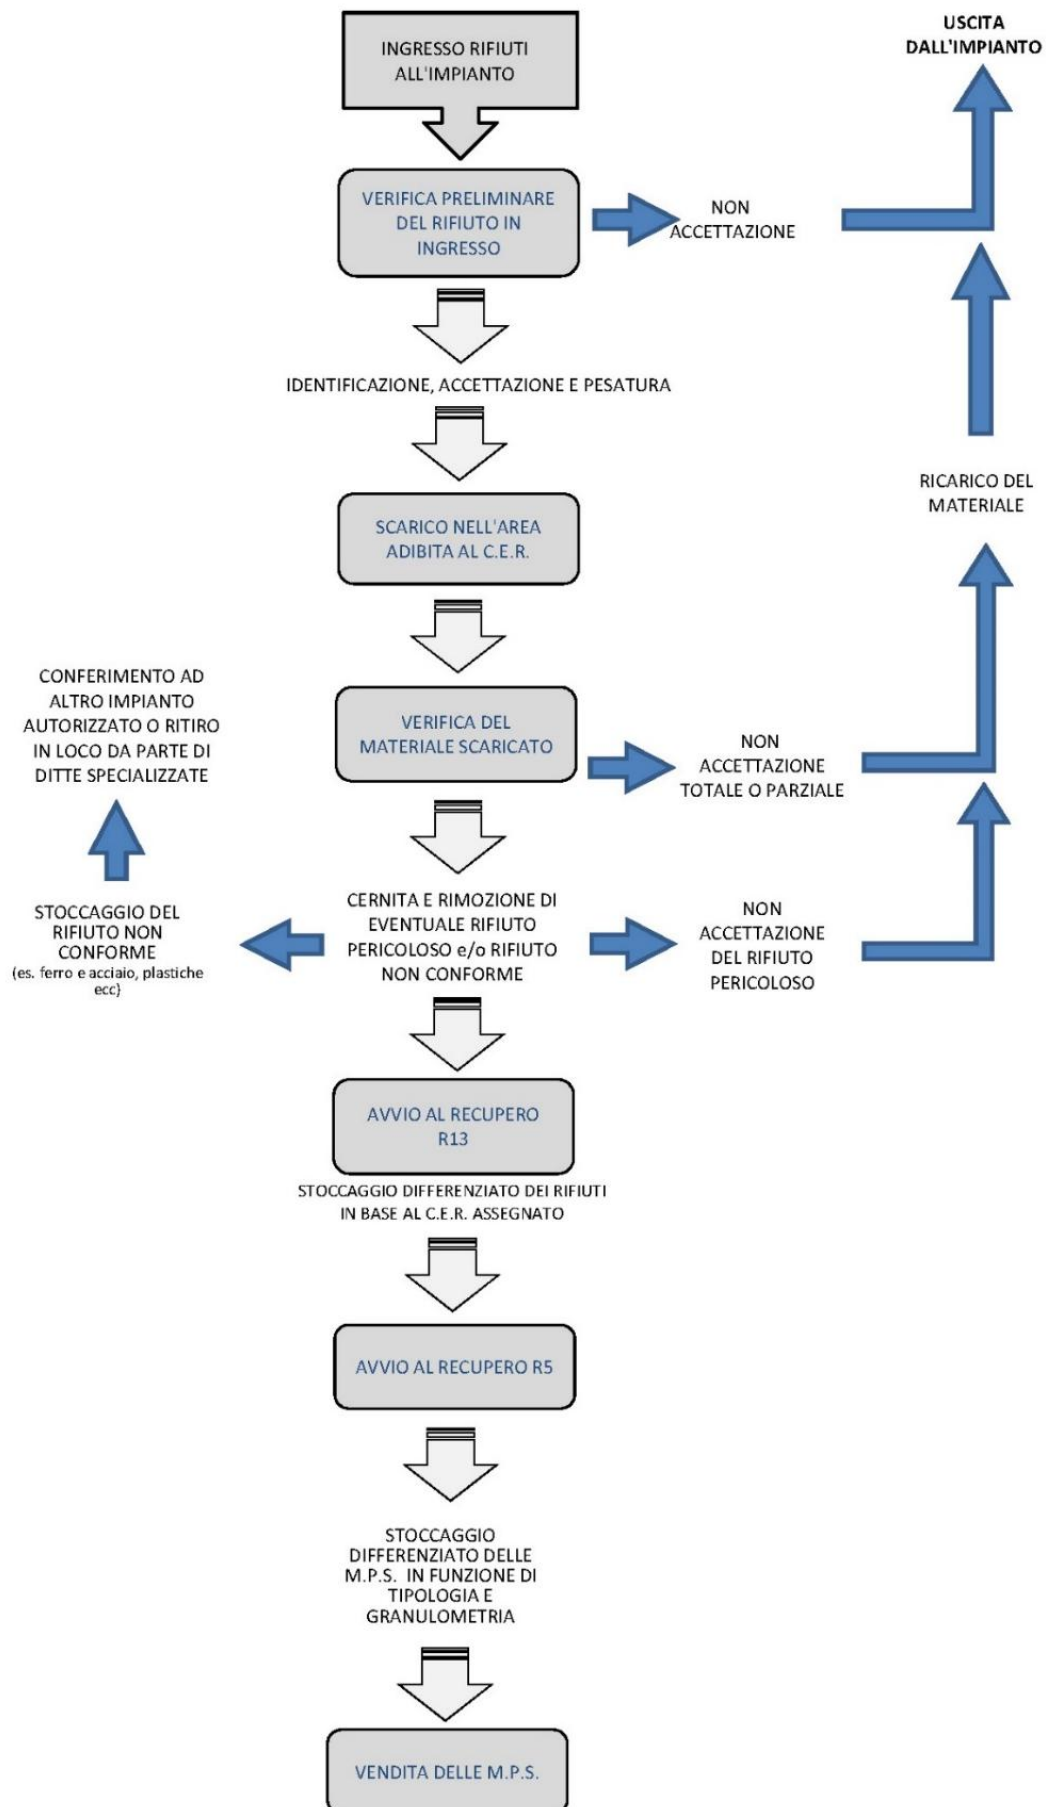 INGRESSO RIFIUTI
ALL'IMPIANTO
USCITA
DALL'IMPIANTO
VERIFICA PRELIMINARE
DEL RIFIUTO IN
INGRESSO
NON
ACCETTAZIONE
IDENTIFICAZIONE, ACCETTAZIONE E PESATURA
RICARICO DEL
MATERIALE
SCARICO NELL'AREA
ADIBITA AL C.E.R.
CONFERIMENTO AD
ALTRO IMPIANTO
AUTORIZZATO O RITIRO
IN LOCO DA PARTE DI
DITTE SPECIALIZZATE
VERIFICA DEL
MATERIALE SCARICATO
NON
ACCETTAZIONE
TOTALE O PARZIALE
STOCCAGGIO DEL
RIFIUTO NON
CONFORME
(es. ferro e acciaio, plastiche
ecc)
CERNITA E RIMOZIONE DI
EVENTUALE RIFIUTO
PERICOLOSO e/o RIFIUTO
NON CONFORME
NON
ACCETTAZIONE
DEL RIFIUTO
PERICOLOSO
AVVIO AL RECUPERO
R13
STOCCAGGIO DIFFERENZIATO DEI RIFIUTI
IN BASE AL C.E.R. ASSEGNATO
AVVIO AL RECUPERO R5
STOCCAGGIO
DIFFERENZIATO DELLE
M.P.S. IN FUNZIONE DI
TIPOLOGIA E
GRANULOMETRIA
VENDITA DELLE M.P.S.